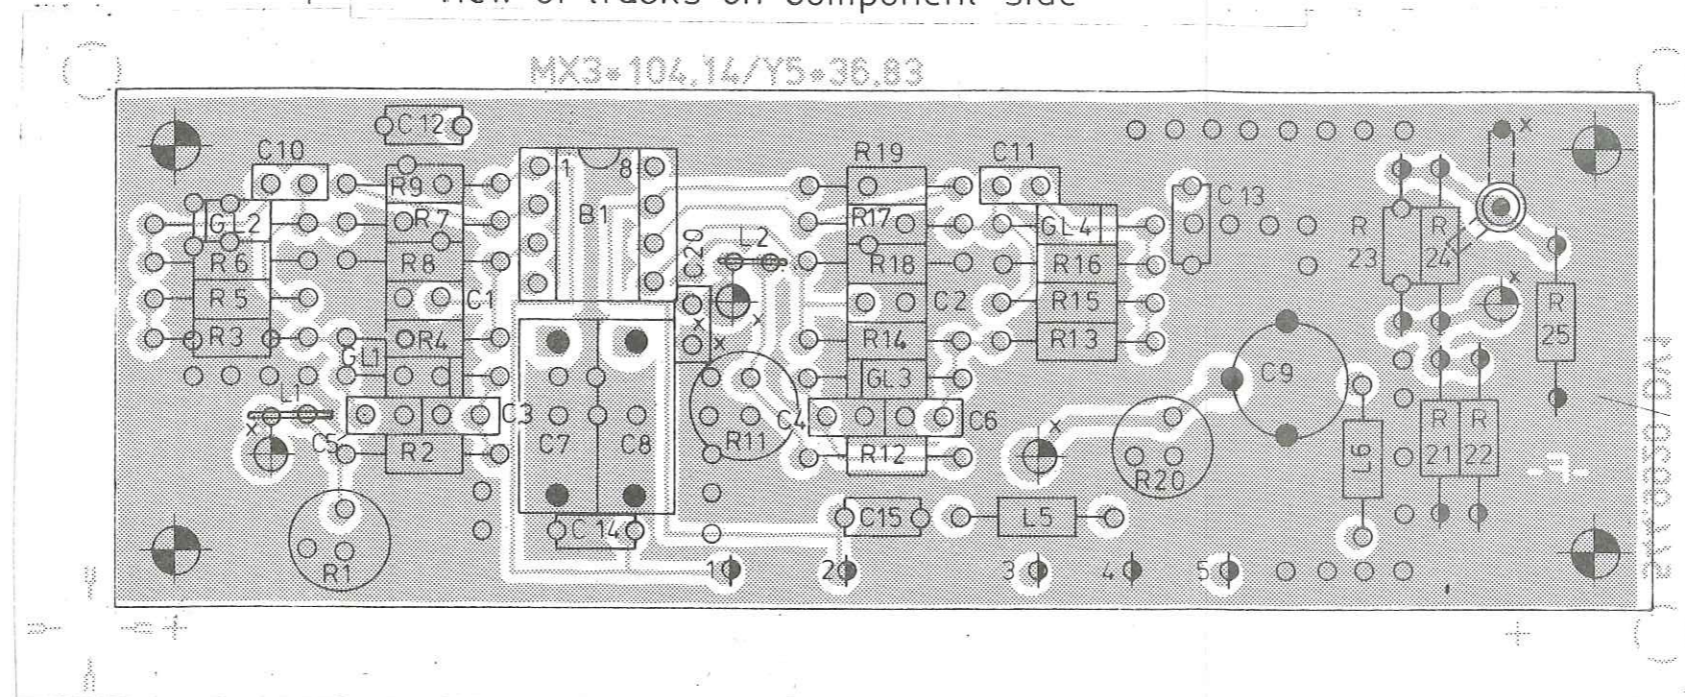 View of tracks on component side
MX3*104,14/Y5*36,83
C12
C10
R19
C11
R9
1
8
C13
GL2
R7
B1
R17
GL4
R
23
R
24
C20
L2
R6
R8
R18
R16
R5
C1
C2
R15
R
25
R3
R4
R14
R13
GL1
GL3
C9
L1
C5
C3
C7
C8
R11
C4
C6
R2
R12
R20
L6
R
21
R
22
-F-
C14
C15
L5
R1
1
2
3
4
5
x
x
x
x
x
x
x
Y